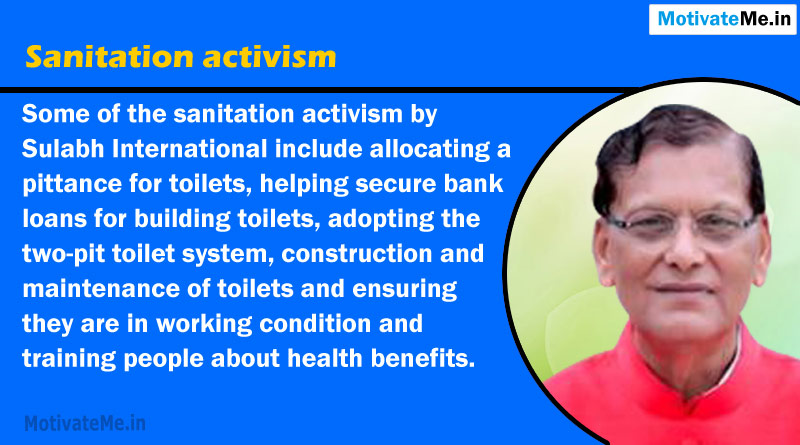 MotivateMe.in
Sanitation activism
Some of the sanitation activism by
Sulabh International include allocating a
pittance for toilets, helping secure bank
loans for building toilets, adopting the
two-pit toilet system, construction and
maintenance of toilets and ensuring
they are in working condition and
training people about health benefits.
MotivateMe.in